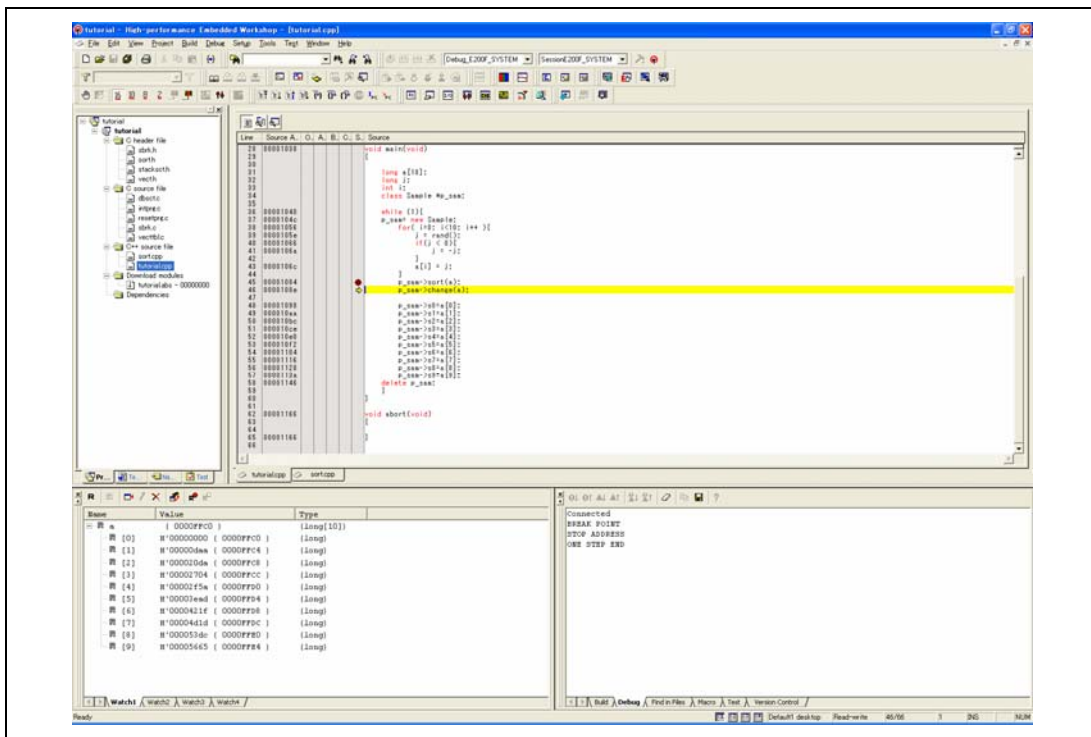 tutorial - High-performance Embedded Workshop - [tutorial.cpp]
File Edit View Project Build Debug Setup Tools Test Window Help
Debug_E200F_SYSTEM SessionE200F_SYSTEM
tutorial
tutorial
C header file
sbrk.h
sort.h
stacksct.h
vect.h
C source file
dbsct.c
intprg.c
resetprg.c
sbrk.c
vecttbl.c
C++ source file
sort.cpp
tutorial.cpp
Download modules
tutorial.abs - 00000000
Dependencies
Pr... Te... Na... Test
Line Source A.. O.. A.. B.. C.. S.. Source
28 00001038 void main(void)
29 {
30
31 long a[10];
32 long j;
33 int i;
34 class Sample *p_sam;
35
36 00001048 while (1){
37 0000104c p_sam= new Sample;
38 00001056 for( i=0; i<10; i++ ){
39 0000105e j = rand();
40 00001066 if(j < 0){
41 0000106a j = -j;
42 }
43 0000106c a[i] = j;
44 }
45 00001084 p_sam->sort(a);
46 0000108e p_sam->change(a);
47
48 00001098 p_sam->s0=a[0];
49 000010aa p_sam->s1=a[1];
50 000010bc p_sam->s2=a[2];
51 000010ce p_sam->s3=a[3];
52 000010e0 p_sam->s4=a[4];
53 000010f2 p_sam->s5=a[5];
54 00001104 p_sam->s6=a[6];
55 00001116 p_sam->s7=a[7];
56 00001128 p_sam->s8=a[8];
57 0000113a p_sam->s9=a[9];
58 00001146 delete p_sam;
59 }
60 }
61
62 00001166 void abort(void)
63 {
64
65 00001166 }
66
tutorial.cpp sort.cpp
Name Value Type
a { 0000FFC0 } (long[10])
[0] H'00000000 { 0000FFC0 } (long)
[1] H'00000daa { 0000FFC4 } (long)
[2] H'000020da { 0000FFC8 } (long)
[3] H'00002704 { 0000FFCC } (long)
[4] H'00002f5a { 0000FFD0 } (long)
[5] H'00003ead { 0000FFD4 } (long)
[6] H'0000421f { 0000FFD8 } (long)
[7] H'00004d1d { 0000FFDC } (long)
[8] H'000053dc { 0000FFE0 } (long)
[9] H'00005665 { 0000FFE4 } (long)
Watch1 Watch2 Watch3 Watch4
Connected
BREAK POINT
STOP ADDRESS
ONE STEP END
Build Debug Find in Files Macro Test Version Control
Ready Default1 desktop Read-write 46/66 1 INS NUM